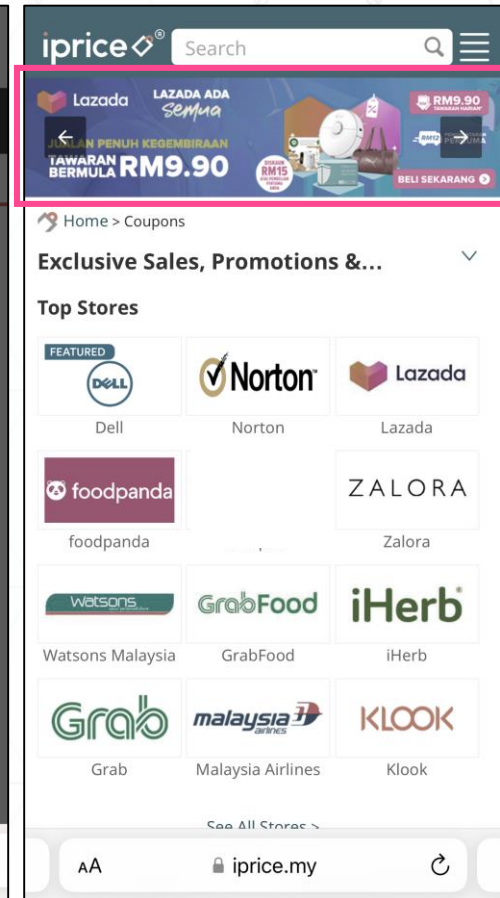 iprice®
Search
Lazada
LAZADA ADA
Semua
JUALAN PENUH KEGEMBIRAAN
TAWARAN
BERMULA RM9.90
DISKAUN
RM15
RM9.90
TAWARAN HARIAN
RM12
BELI SEKARANG
Home > Coupons
Exclusive Sales, Promotions &...
Top Stores
FEATURED
DELL
Norton
Lazada
Dell
Norton
Lazada
foodpanda
ZALORA
foodpanda
Zalora
watsons
GrabFood
iHerb
Watsons Malaysia
GrabFood
iHerb
Grab
malaysia airlines
KLOOK
Grab
Malaysia Airlines
Klook
See All Stores >
AA
iprice.my